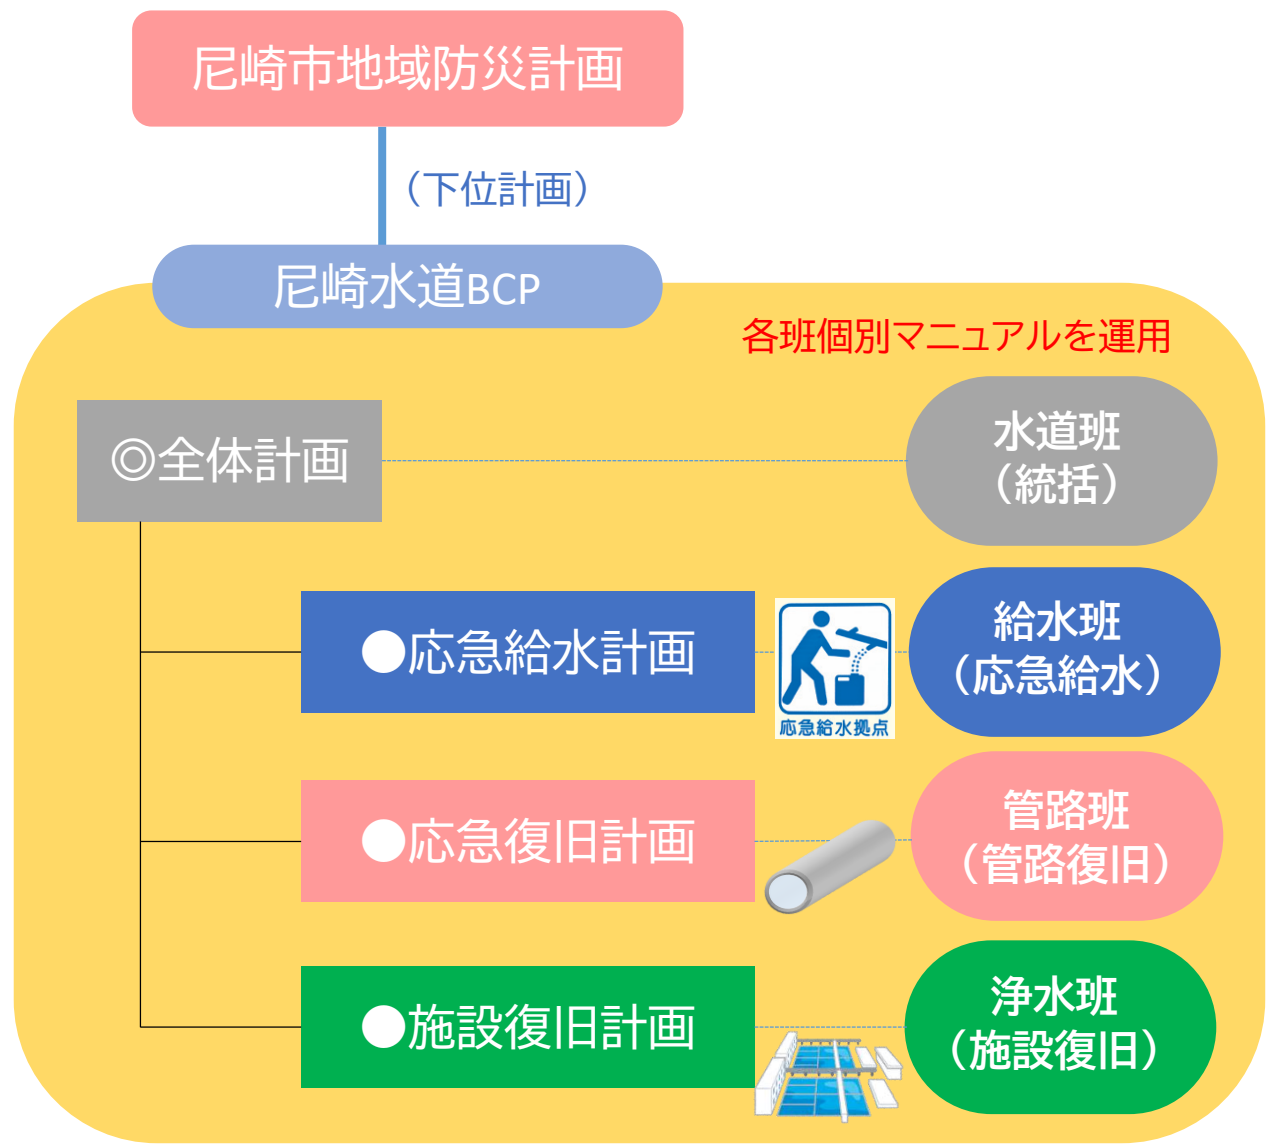 尼崎市地域防災計画
（下位計画）
尼崎水道BCP
各班個別マニュアルを運用
◎全体計画
水道班
（統括）
●応急給水計画
応急給水拠点
給水班
（応急給水）
●応急復旧計画
管路班
（管路復旧）
●施設復旧計画
浄水班
（施設復旧）